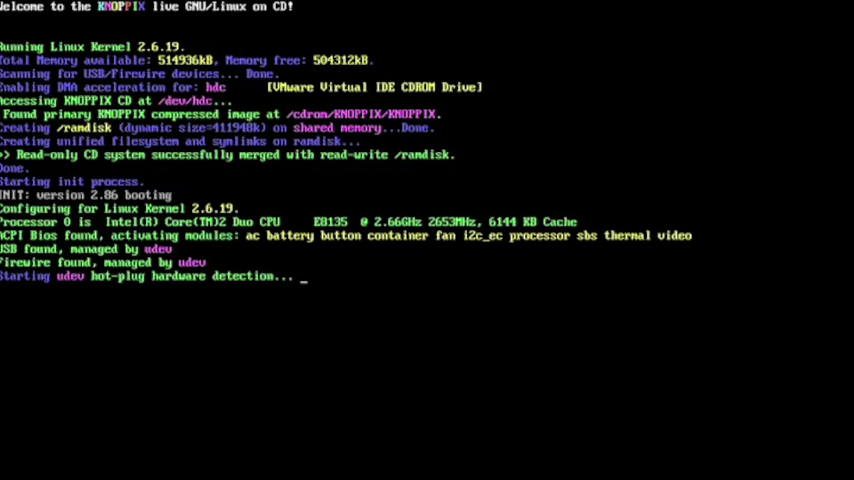 Welcome to the KNOPPIX live GNU/Linux on CD!
Running Linux Kernel 2.6.19.
Total Memory available: 514936kB, Memory free: 504312kB.
Scanning for USB/Firewire devices... Done.
Enabling DMA acceleration for: hdc [VMware Virtual IDE CDROM Drive]
Accessing KNOPPIX CD at /dev/hdc...
Found primary KNOPPIX compressed image at /cdrom/KNOPPIX/KNOPPIX.
Creating /ramdisk (dynamic size=411948k) on shared memory...Done.
Creating unified filesystem and symlinks on ramdisk...
>> Read-only CD system successfully merged with read-write /ramdisk.
Done.
Starting init process.
INIT: version 2.86 booting
Configuring for Linux Kernel 2.6.19.
Processor 0 is Intel(R) Core(TM)2 Duo CPU E8135 @ 2.66GHz 2653MHz, 6144 KB Cache
ACPI Bios found, activating modules: ac battery button container fan i2c_ec processor sbs thermal video
USB found, managed by udev
Firewire found, managed by udev
Starting udev hot-plug hardware detection... _